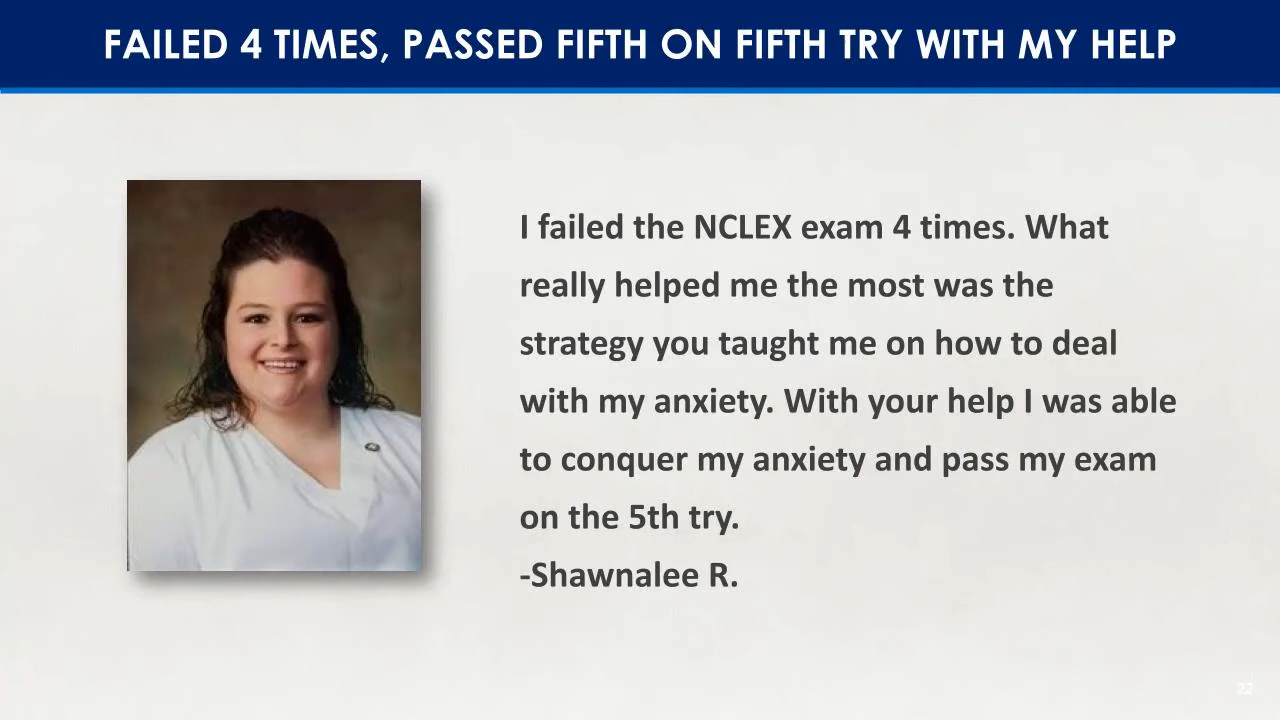 FAILED 4 TIMES, PASSED FIFTH ON FIFTH TRY WITH MY HELP
I failed the NCLEX exam 4 times. What
really helped me the most was the
strategy you taught me on how to deal
with my anxiety. With your help I was able
to conquer my anxiety and pass my exam
on the 5th try.
-Shawnalee R.
22